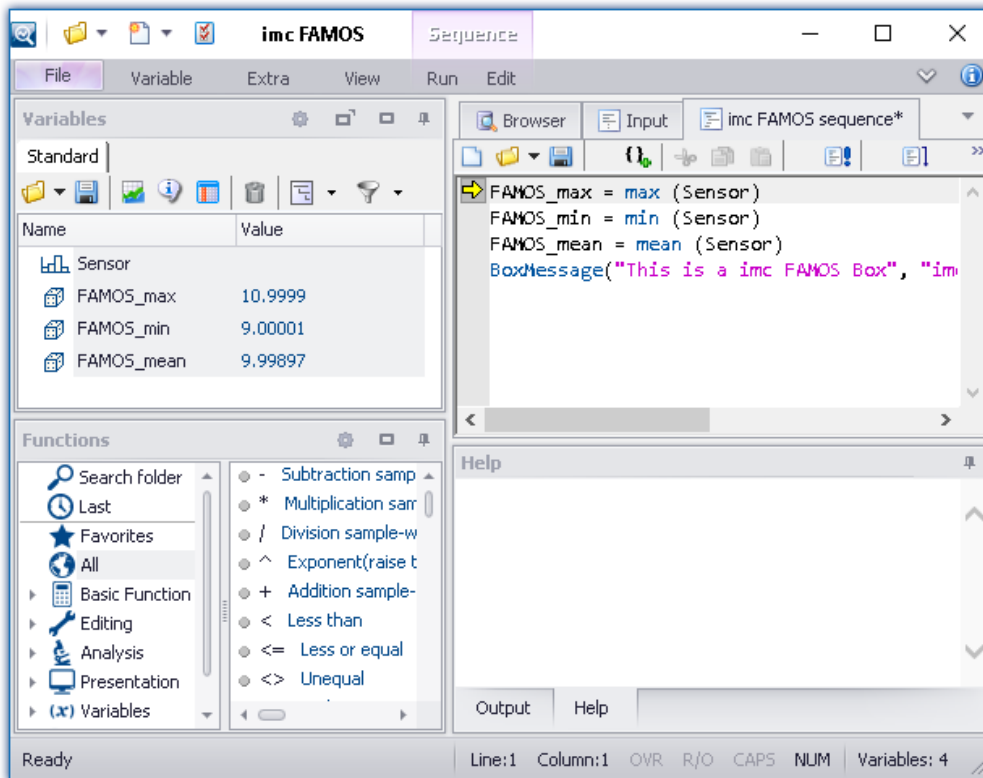 imc FAMOS
Sequence
File Variable Extra View Run Edit
Variables
Standard
Name Value
Sensor
FAMOS_max 10.9999
FAMOS_min 9.00001
FAMOS_mean 9.99897
Browser Input imc FAMOS sequence*
FAMOS_max = max (Sensor)
FAMOS_min = min (Sensor)
FAMOS_mean = mean (Sensor)
BoxMessage("This is a imc FAMOS Box", "im
Functions
Search folder
Last
Favorites
All
Basic Function
Editing
Analysis
Presentation
(x) Variables
- Subtraction samp
* Multiplication sam
/ Division sample-w
^ Exponent(raise t
+ Addition sample-
< Less than
<= Less or equal
<> Unequal
Help
Output Help
Ready Line:1 Column:1 OVR R/O CAPS NUM Variables: 4